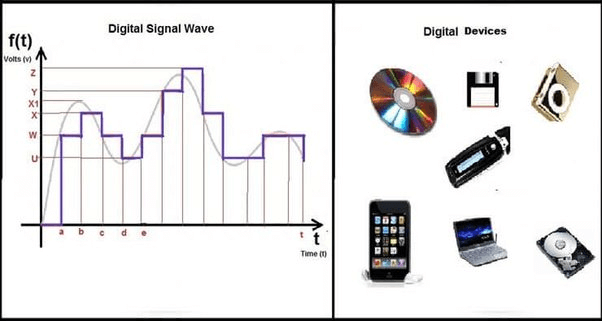 Digital Signal Wave
f(t)
Volts (v)
Z
Y
X1
X
W
U
a b c d e t
t
Time (t)
Digital Devices